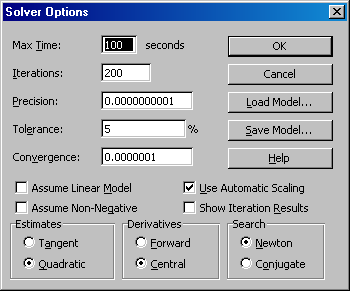 Solver Options
Max Time: 100 seconds OK
Iterations: 200 Cancel
Precision: 0.0000000001 Load Model...
Tolerance: 5 % Save Model...
Convergence: 0.0000001 Help
Assume Linear Model Use Automatic Scaling
Assume Non-Negative Show Iteration Results
Estimates Derivatives Search
Tangent Forward Newton
Quadratic Central Conjugate